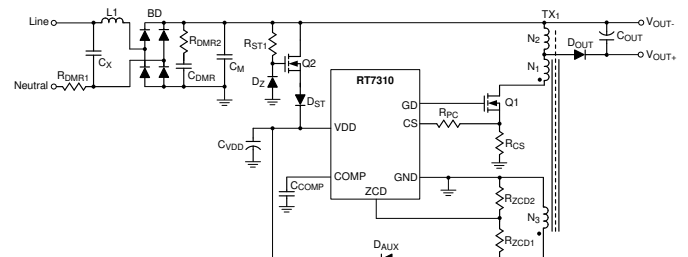 Line
L1
BD
CX
RDMR1
Neutral
RDMR2
CDMR
CM
RST1
DZ
Q2
DST
CVDD
CCOMP
RT7310
VDD
COMP
ZCD
GD
CS
GND
RPC
Q1
RCS
RZCD2
RZCD1
DAUX
TX1
N2
N1
N3
DOUT
COUT
VOUT-
VOUT+